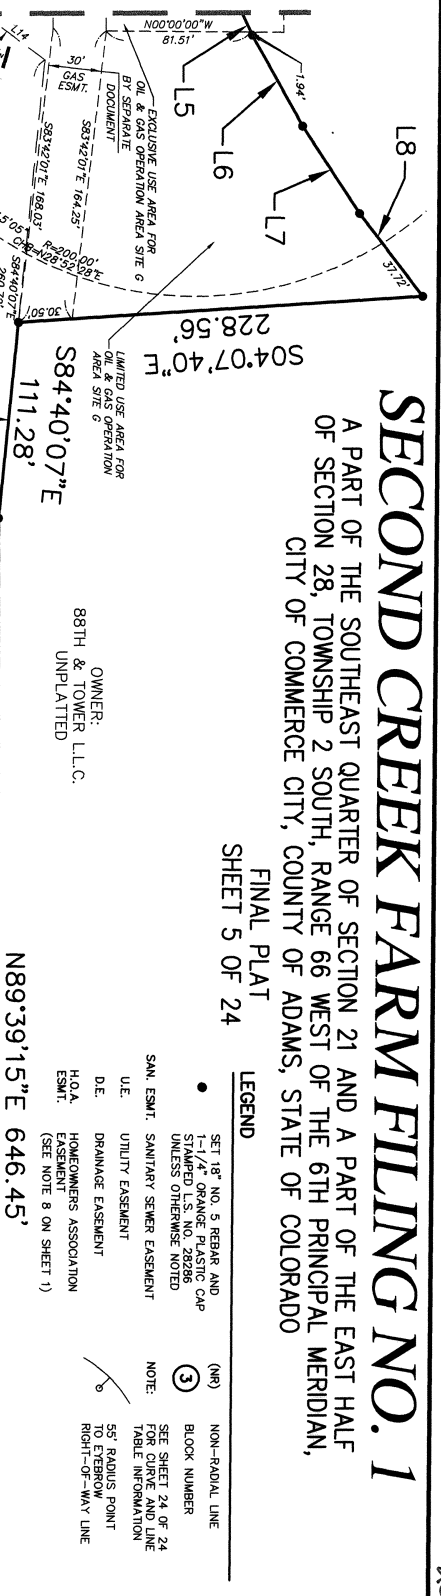 SECOND CREEK FARM FILING NO. 1
A PART OF THE SOUTHEAST QUARTER OF SECTION 21 AND A PART OF THE EAST HALF
OF SECTION 28, TOWNSHIP 2 SOUTH, RANGE 66 WEST OF THE 6TH PRINCIPAL MERIDIAN,
CITY OF COMMERCE CITY, COUNTY OF ADAMS, STATE OF COLORADO
FINAL PLAT
SHEET 5 OF 24
LEGEND
SET 18" NO. 5 REBAR AND
1-1/4" ORANGE PLASTIC CAP
STAMPED L.S. NO. 28286
UNLESS OTHERWISE NOTED
SAN. ESMT. SANITARY SEWER EASEMENT
U.E. UTILITY EASEMENT
D.E. DRAINAGE EASEMENT
H.O.A. HOMEOWNERS ASSOCIATION
ESMT. EASEMENT
(SEE NOTE 8 ON SHEET 1)
(NR) NON-RADIAL LINE
3 BLOCK NUMBER
NOTE: SEE SHEET 24 OF 24
FOR CURVE AND LINE
TABLE INFORMATION
55' RADIUS POINT
TO EYEBROW
RIGHT-OF-WAY LINE
L8
37.72'
L7
L6
L5
1.94'
N00°00'00"W
81.51'
L14
30'
GAS
ESMT.
EXCLUSIVE USE AREA FOR
OIL & GAS OPERATION AREA SITE G
BY SEPARATE
DOCUMENT
S83°42'01"E 164.25'
S83°42'01"E 168.03'
R=200.00'
CHB=N28°52'28"E
S84°40'07"E
30.50'
S04°07'40"E
228.56'
LIMITED USE AREA FOR
OIL & GAS OPERATION
AREA SITE G
S84°40'07"E
111.28'
OWNER:
88TH & TOWER L.L.C.
UNPLATTED
N89°39'15"E 646.45'